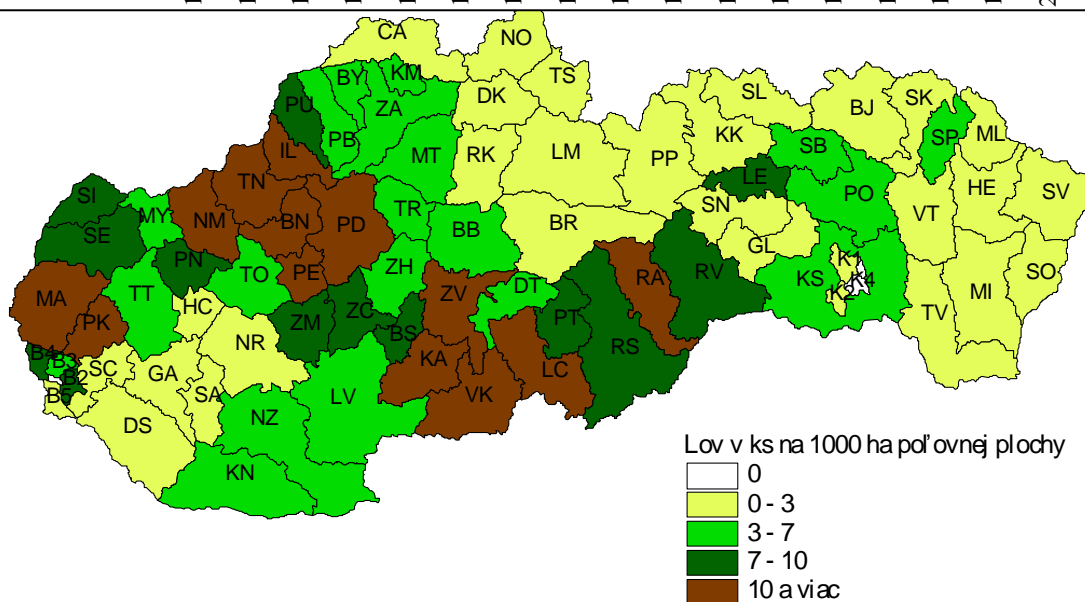 CA
NO
BY
KM
TS
PU
ZA
DK
SL
BJ
SK
PB
KK
SP
ML
IL
MT
RK
LM
PP
SB
TN
LE
PO
HE
SV
SI
MY
NM
BN
PD
TR
BR
SN
VT
SE
BB
GL
PN
TO
PE
ZH
RA
RV
K1
SO
KS
K4
MA
TT
HC
ZV
DT
K2
MI
TV
PK
ZM
ZC
BS
PT
NR
RS
B4
B3
SC
GA
KA
LC
B2
B5
SA
LV
VK
DS
NZ
KN
Lov v ks na 1000 ha poľovnej plochy
0
0 - 3
3 - 7
7 - 10
10 a viac